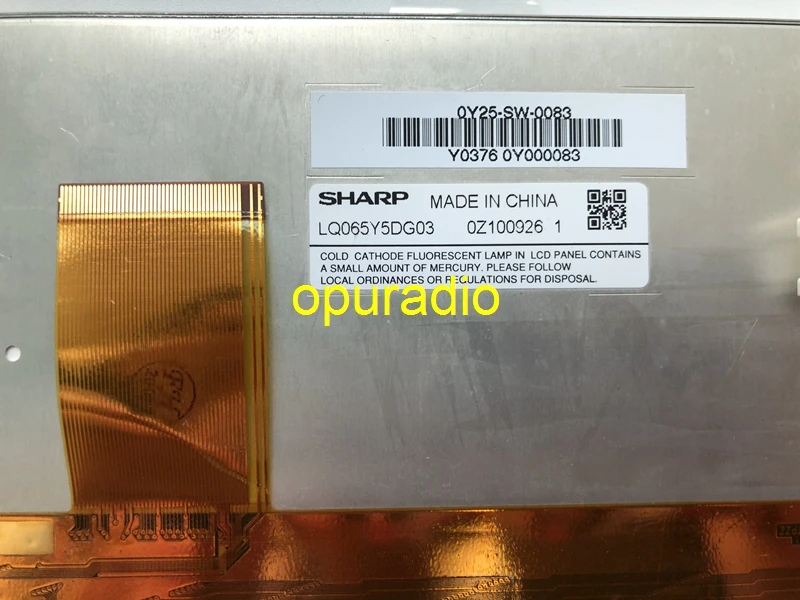 0Y25-SW-0083
Y0376 0Y000083
SHARP MADE IN CHINA
LQ065Y5DG03 0Z100926 1
COLD CATHODE FLUORESCENT LAMP IN LCD PANEL CONTAINS
A SMALL AMOUNT OF MERCURY. PLEASE FOLLOW
LOCAL ORDINANCES OR REGULATIONS FOR DISPOSAL.
opuradio